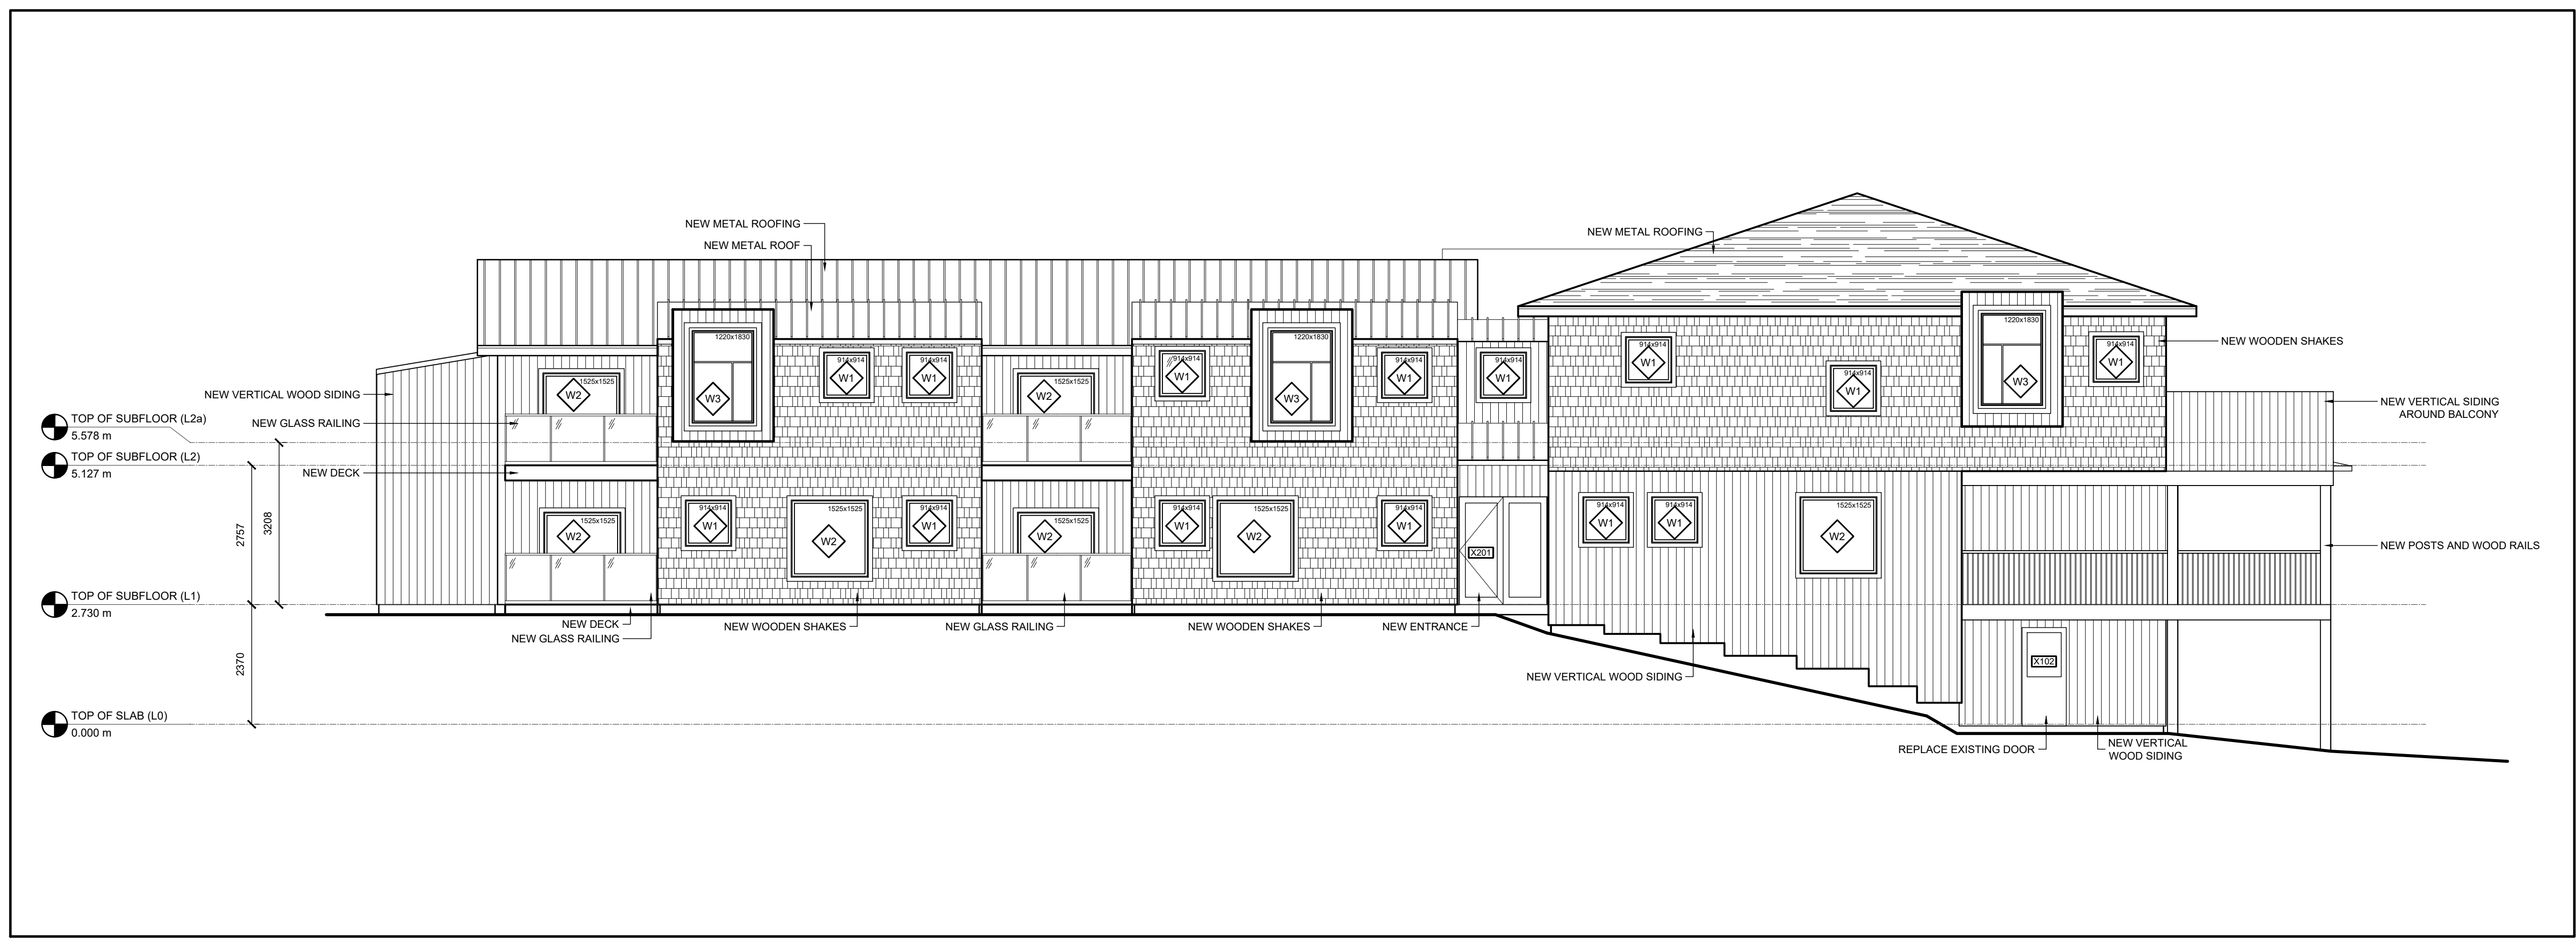 NEW METAL ROOFING
NEW METAL ROOF
NEW METAL ROOFING
1220x1830
W3
914x914
W1
914x914
W1
1525x1525
W2
1525x1525
W2
1220x1830
W3
914x914
W1
914x914
W1
914x914
W1
914x914
W1
914x914
W1
1220x1830
W3
914x914
W1
NEW WOODEN SHAKES
NEW VERTICAL WOOD SIDING
NEW GLASS RAILING
NEW DECK
NEW VERTICAL SIDING
AROUND BALCONY
TOP OF SUBFLOOR (L2a)
5.578 m
TOP OF SUBFLOOR (L2)
5.127 m
2757
3208
1525x1525
W2
914x914
W1
1525x1525
W2
914x914
W1
1525x1525
W2
914x914
W1
1525x1525
W2
914x914
W1
X201
914x914
W1
914x914
W1
1525x1525
W2
NEW POSTS AND WOOD RAILS
TOP OF SUBFLOOR (L1)
2.730 m
NEW DECK
NEW GLASS RAILING
NEW WOODEN SHAKES
NEW GLASS RAILING
NEW WOODEN SHAKES
NEW ENTRANCE
2370
NEW VERTICAL WOOD SIDING
X102
TOP OF SLAB (L0)
0.000 m
REPLACE EXISTING DOOR
NEW VERTICAL
WOOD SIDING